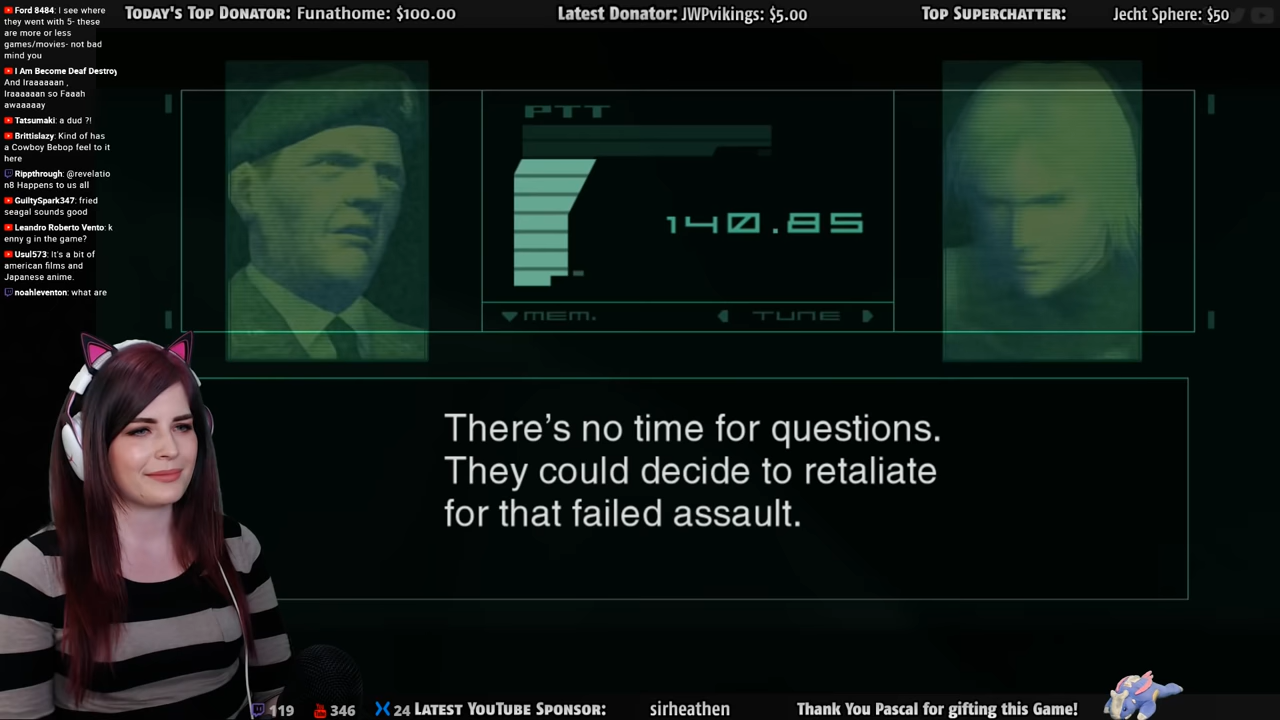 Today's Top Donator: Funathome: $100.00
Latest Donator: JWPvikings: $5.00
Top Superchatter: Jecht Sphere: $50
Ford 8484: I see where
they went with 5- these
are more or less
games/movies- not bad
mind you
I Am Become Deaf Destroy
And Iraaaaaan ,
Iraaaaaan so Faaah
awaaaaay
Tatsumaki: a dud ?!
Brittislazy: Kind of has
a Cowboy Bebop feel to it
here
Rippthrough: @revelatio
n8 Happens to us all
GuiltySpark347: fried
seagal sounds good
Leandro Roberto Vento: k
enny g in the game?
Usul573: It's a bit of
american films and
Japanese anime.
noahleventon: what are
PTT
140.85
MEM.
TUNE
There's no time for questions.
They could decide to retaliate
for that failed assault.
119 346 24 Latest YouTube Sponsor: sirheathen
Thank You Pascal for gifting this Game!